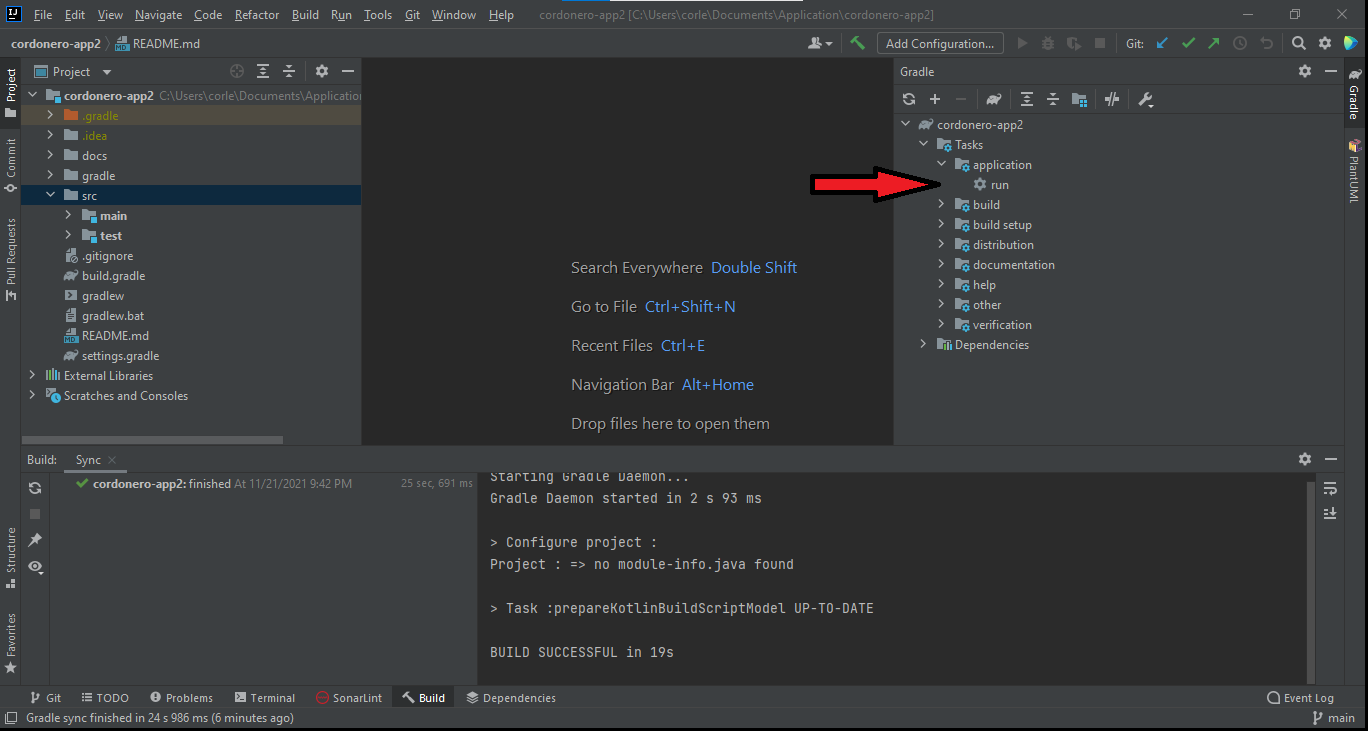 File Edit View Navigate Code Refactor Build Run Tools Git Window Help cordonero-app2 [C:\Users\corle\Documents\Application\cordonero-app2]
cordonero-app2 README.md Add Configuration... Git:
Project
Commit
Pull Requests
Structure
Favorites
Project
cordonero-app2 C:\Users\corle\Documents\Applicatio
.gradle
.idea
docs
gradle
src
main
test
.gitignore
build.gradle
gradlew
gradlew.bat
README.md
settings.gradle
External Libraries
Scratches and Consoles
Search Everywhere Double Shift
Go to File Ctrl+Shift+N
Recent Files Ctrl+E
Navigation Bar Alt+Home
Drop files here to open them
Gradle
cordonero-app2
Tasks
application
run
build
build setup
distribution
documentation
help
other
verification
Dependencies
Gradle
PlantUML
Build: Sync
cordonero-app2: finished At 11/21/2021 9:42 PM 25 sec, 691 ms
Starting Gradle Daemon...
Gradle Daemon started in 2 s 93 ms
> Configure project :
Project : => no module-info.java found
> Task :prepareKotlinBuildScriptModel UP-TO-DATE
BUILD SUCCESSFUL in 19s
Git TODO Problems Terminal SonarLint Build Dependencies Event Log
Gradle sync finished in 24 s 986 ms (6 minutes ago) main